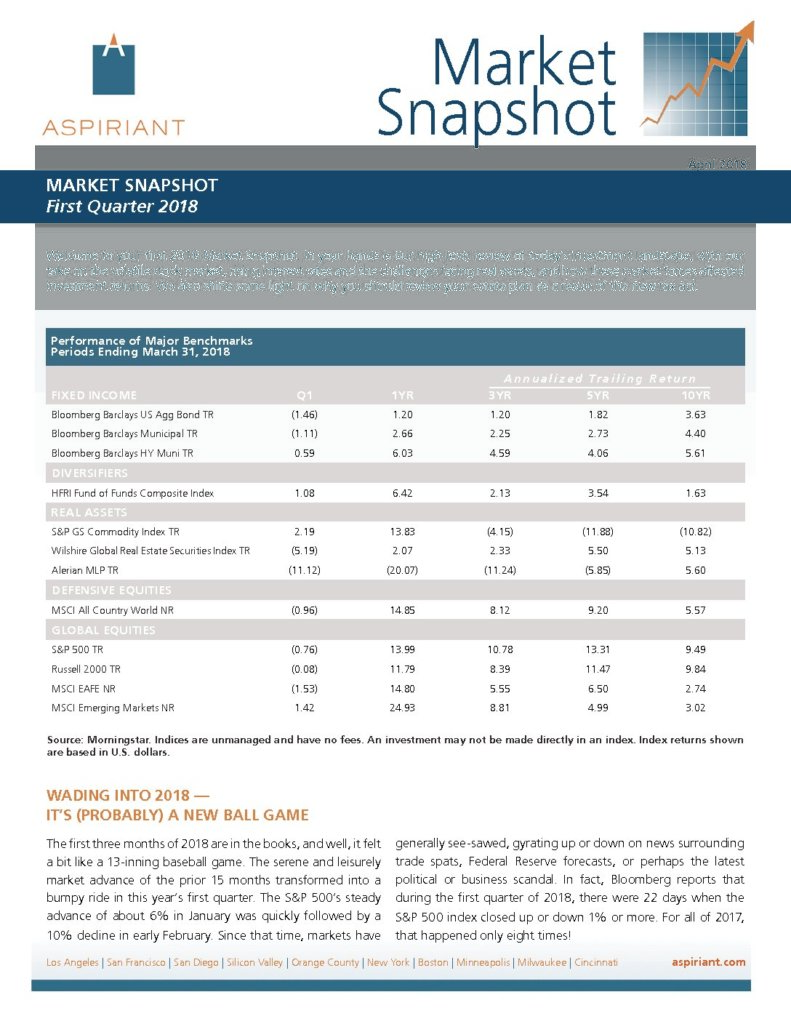 ASPIRIANT
Market
Snapshot
April 2018
MARKET SNAPSHOT
First Quarter 2018
Performance of Major Benchmarks
Periods Ending March 31, 2018
Annualized Trailing Return
FIXED INCOME Q1 1YR 3YR 5YR 10YR
Bloomberg Barclays US Agg Bond TR (1.46) 1.20 1.20 1.82 3.63
Bloomberg Barclays Municipal TR (1.11) 2.66 2.25 2.73 4.40
Bloomberg Barclays HY Muni TR 0.59 6.03 4.59 4.06 5.61
DIVERSIFIERS
HFRI Fund of Funds Composite Index 1.08 6.42 2.13 3.54 1.63
REAL ASSETS
S&P GS Commodity Index TR 2.19 13.83 (4.15) (11.88) (10.82)
Wilshire Global Real Estate Securities Index TR (5.19) 2.07 2.33 5.50 5.13
Alerian MLP TR (11.12) (20.07) (11.24) (5.85) 5.60
DEFENSIVE EQUITIES
MSCI All Country World NR (0.96) 14.85 8.12 9.20 5.57
GLOBAL EQUITIES
S&P 500 TR (0.76) 13.99 10.78 13.31 9.49
Russell 2000 TR (0.08) 11.79 8.39 11.47 9.84
MSCI EAFE NR (1.53) 14.80 5.55 6.50 2.74
MSCI Emerging Markets NR 1.42 24.93 8.81 4.99 3.02
Source: Morningstar. Indices are unmanaged and have no fees. An investment may not be made directly in an index. Index returns shown
are based in U.S. dollars.
WADING INTO 2018 —
IT'S (PROBABLY) A NEW BALL GAME
The first three months of 2018 are in the books, and well, it felt
a bit like a 13-inning baseball game. The serene and leisurely
market advance of the prior 15 months transformed into a
bumpy ride in this year's first quarter. The S&P 500's steady
advance of about 6% in January was quickly followed by a
10% decline in early February. Since that time, markets have
generally see-sawed, gyrating up or down on news surrounding
trade spats, Federal Reserve forecasts, or perhaps the latest
political or business scandal. In fact, Bloomberg reports that
during the first quarter of 2018, there were 22 days when the
S&P 500 index closed up or down 1% or more. For all of 2017,
that happened only eight times!
Los Angeles | San Francisco | San Diego | Silicon Valley | Orange County | New York | Boston | Minneapolis | Milwaukee | Cincinnati
aspiriant.com